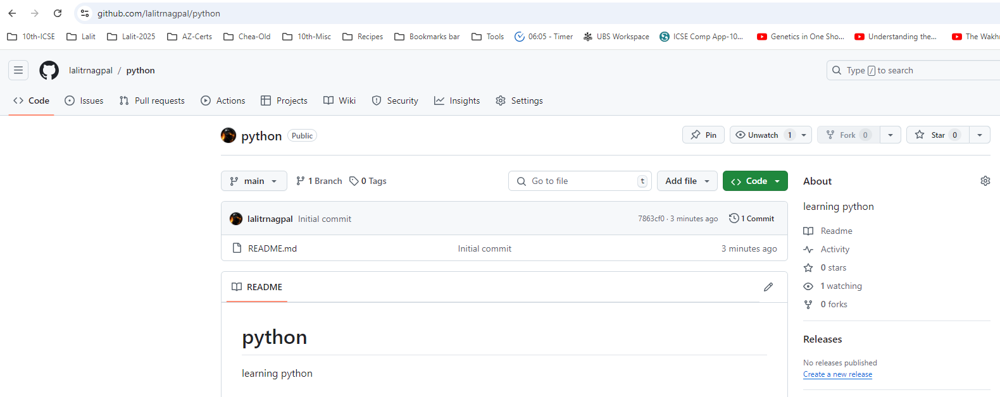 github.com/lalitrnagpal/python
10th-ICSE Lalit Lalit-2025 AZ-Certs Chea-Old 10th-Misc Recipes Bookmarks bar Tools 06:05 - Timer UBS Workspace ICSE Comp App-10... Genetics in One Sho... Understanding the... The Wakh
lalitrnagpal / python
Type / to search
Code Issues Pull requests Actions Projects Wiki Security Insights Settings
python Public
Pin Unwatch 1 Fork 0 Star 0
main 1 Branch 0 Tags Go to file t Add file Code
lalitrnagpal Initial commit 7863cf0 · 3 minutes ago 1 Commit
README.md Initial commit 3 minutes ago
README
python
learning python
About
learning python
Readme
Activity
0 stars
1 watching
0 forks
Releases
No releases published
Create a new release